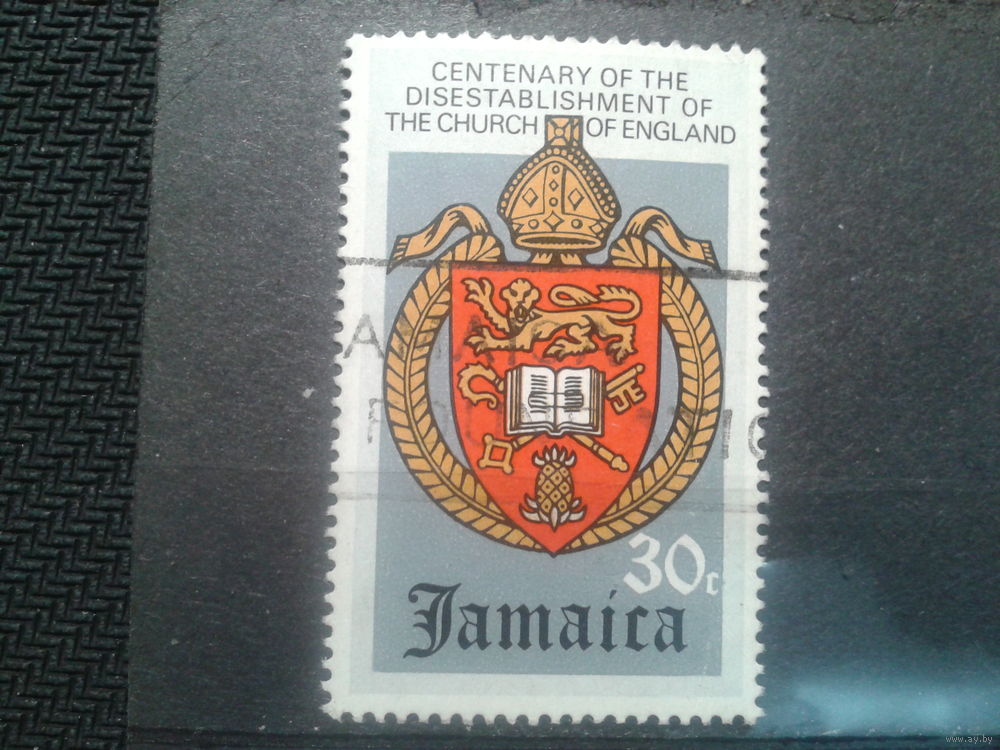 CENTENARY OF THE
DISESTABLISHMENT OF
THE CHURCH OF ENGLAND
30c
Jamaica
www.ay.by